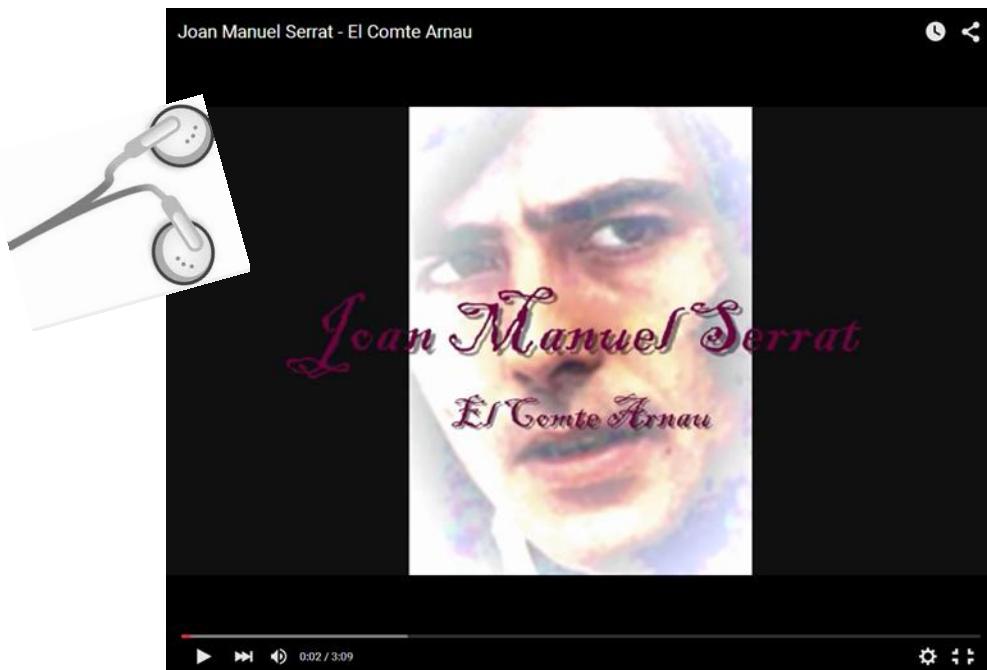 Joan Manuel Serrat - El Comte Arnau
Joan Manuel Serrat
El Comte Arnau
0:02 / 3:09